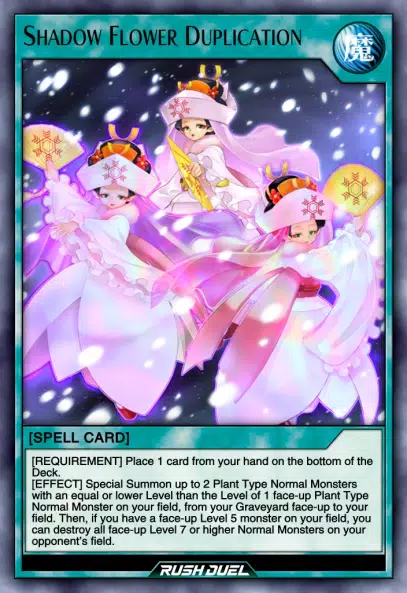 Shadow Flower Duplication
魔
[SPELL CARD]
[REQUIREMENT] Place 1 card from your hand on the bottom of the
Deck.
[EFFECT] Special Summon up to 2 Plant Type Normal Monsters
with an equal or lower Level than the Level of 1 face-up Plant Type
Normal Monster on your field, from your Graveyard face-up to your
field. Then, if you have a face-up Level 5 monster on your field, you
can destroy all face-up Level 7 or higher Normal Monsters on your
opponent's field.
RUSH DUEL